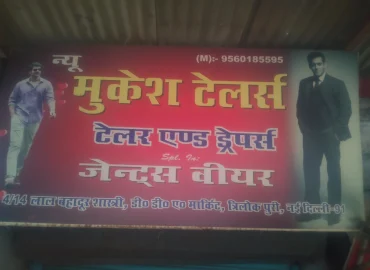 (M):- 9560185595
न्यू
मुकेश टेलर्स
टेलर एण्ड ड्रेपर्स
Spl. In:
जेन्ट्स वीयर
4/14 लाल बहादुर शास्त्री, डी० डी० ए० मार्किट, त्रिलोक पुरी, नई दिल्ली-91